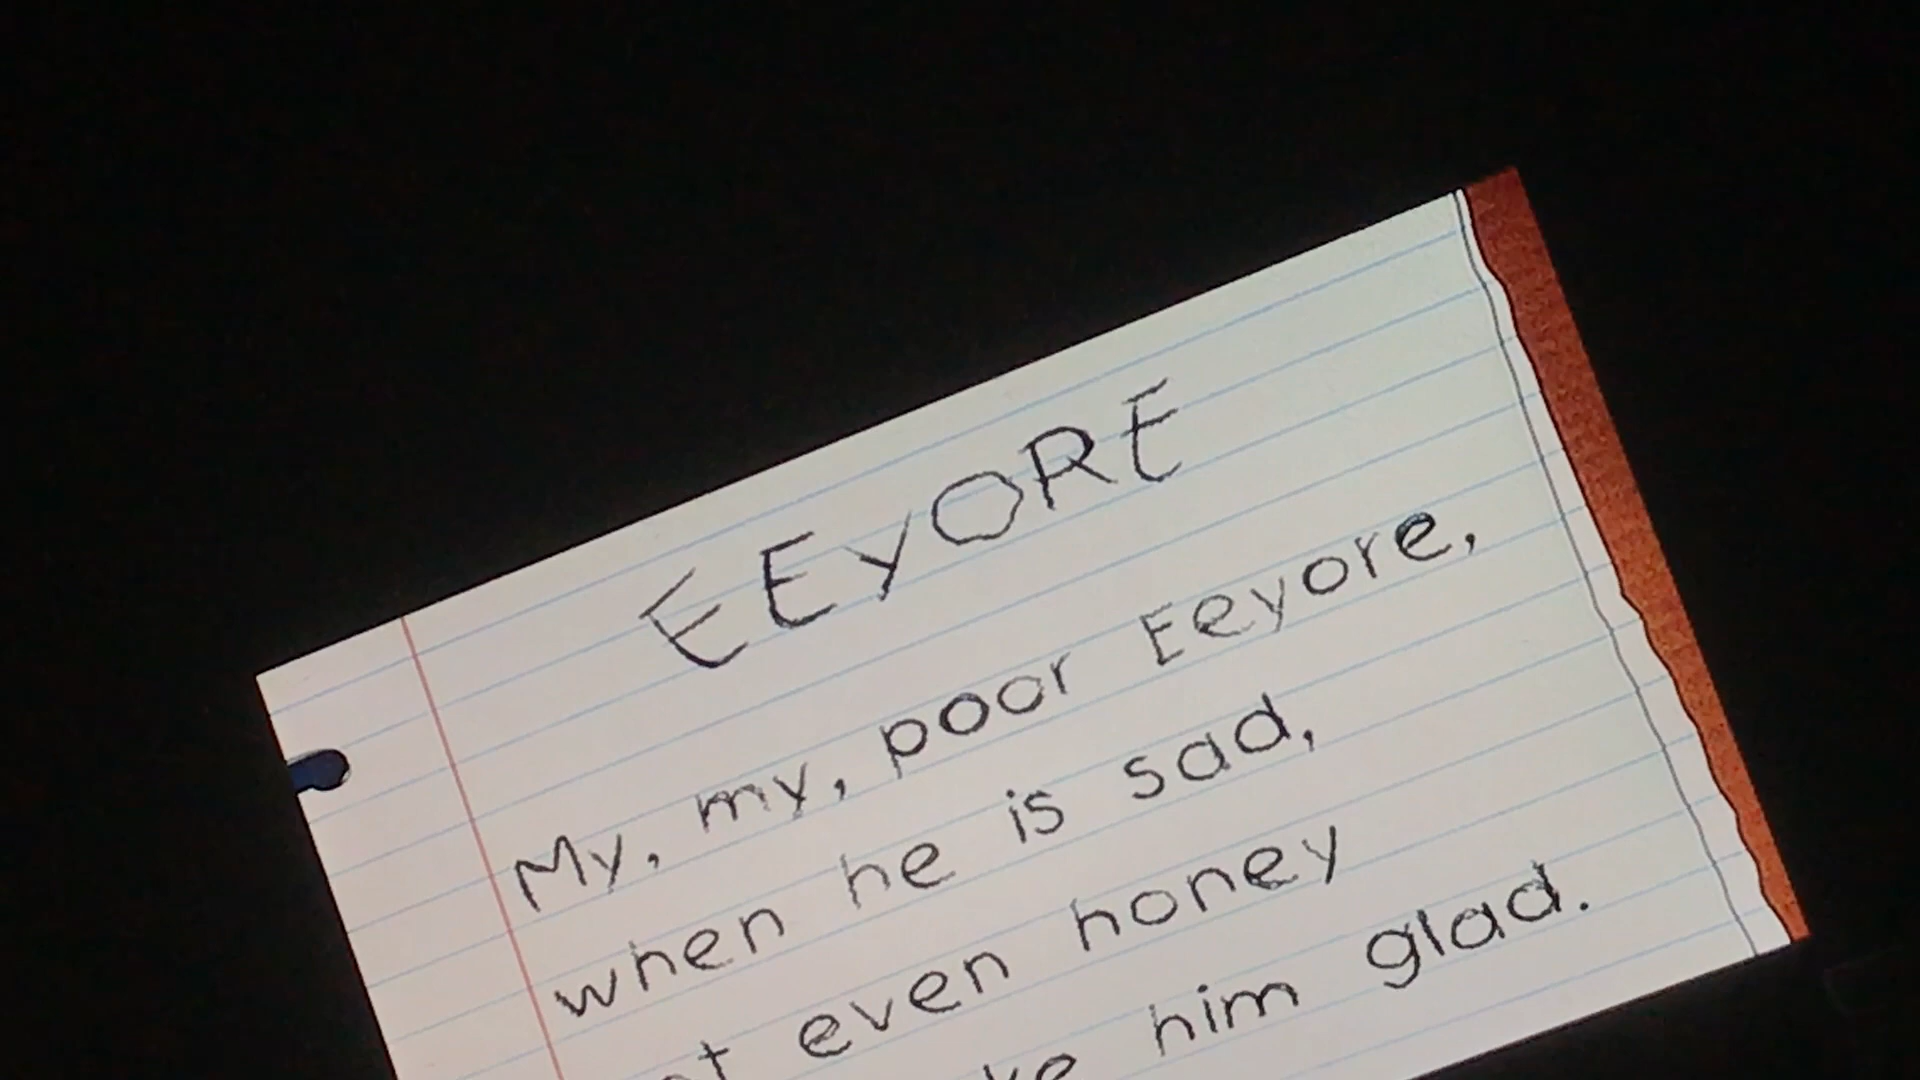 EEYORE
My, my, poor Eeyore,
when he is sad,
even honey
him glad.